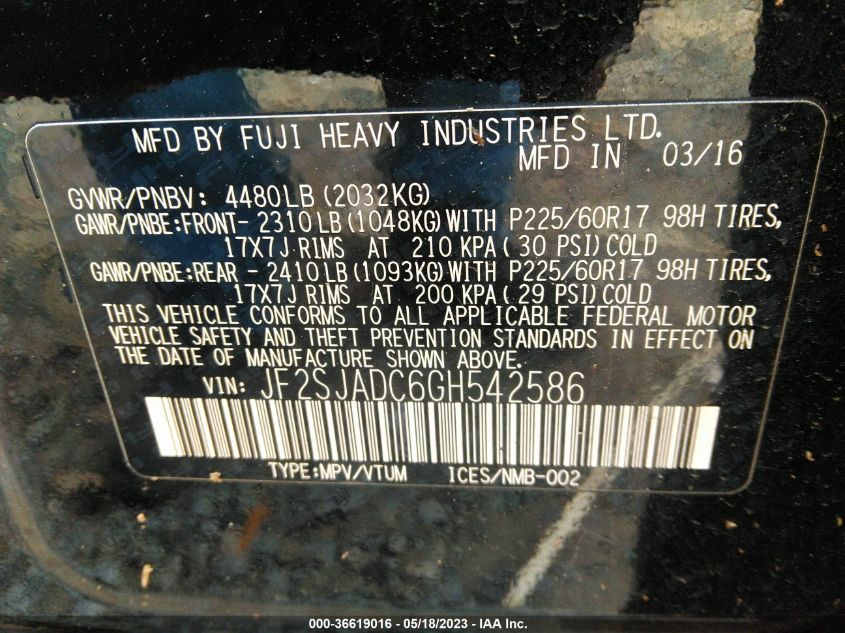 MFD BY FUJI HEAVY INDUSTRIES LTD.
MFD IN 03/16
GVWR/PNBV: 4480LB (2032KG)
GAWR/PNBE:FRONT- 2310LB (1048KG) WITH P225/60R17 98H TIRES,
17X7J RIMS AT 210 KPA ( 30 PSI) COLD
GAWR/PNBE:REAR - 2410LB (1093KG) WITH P225/60R17 98H TIRES,
17X7J RIMS AT 200 KPA ( 29 PSI) COLD
THIS VEHICLE CONFORMS TO ALL APPLICABLE FEDERAL MOTOR
VEHICLE SAFETY AND THEFT PREVENTION STANDARDS IN EFFECT ON
THE DATE OF MANUFACTURE SHOWN ABOVE.
VIN: JF2SJADC6GH542586
TYPE:MPV/VTUM ICES/NMB-002
000-36619016 - 05/18/2023 - IAA Inc.